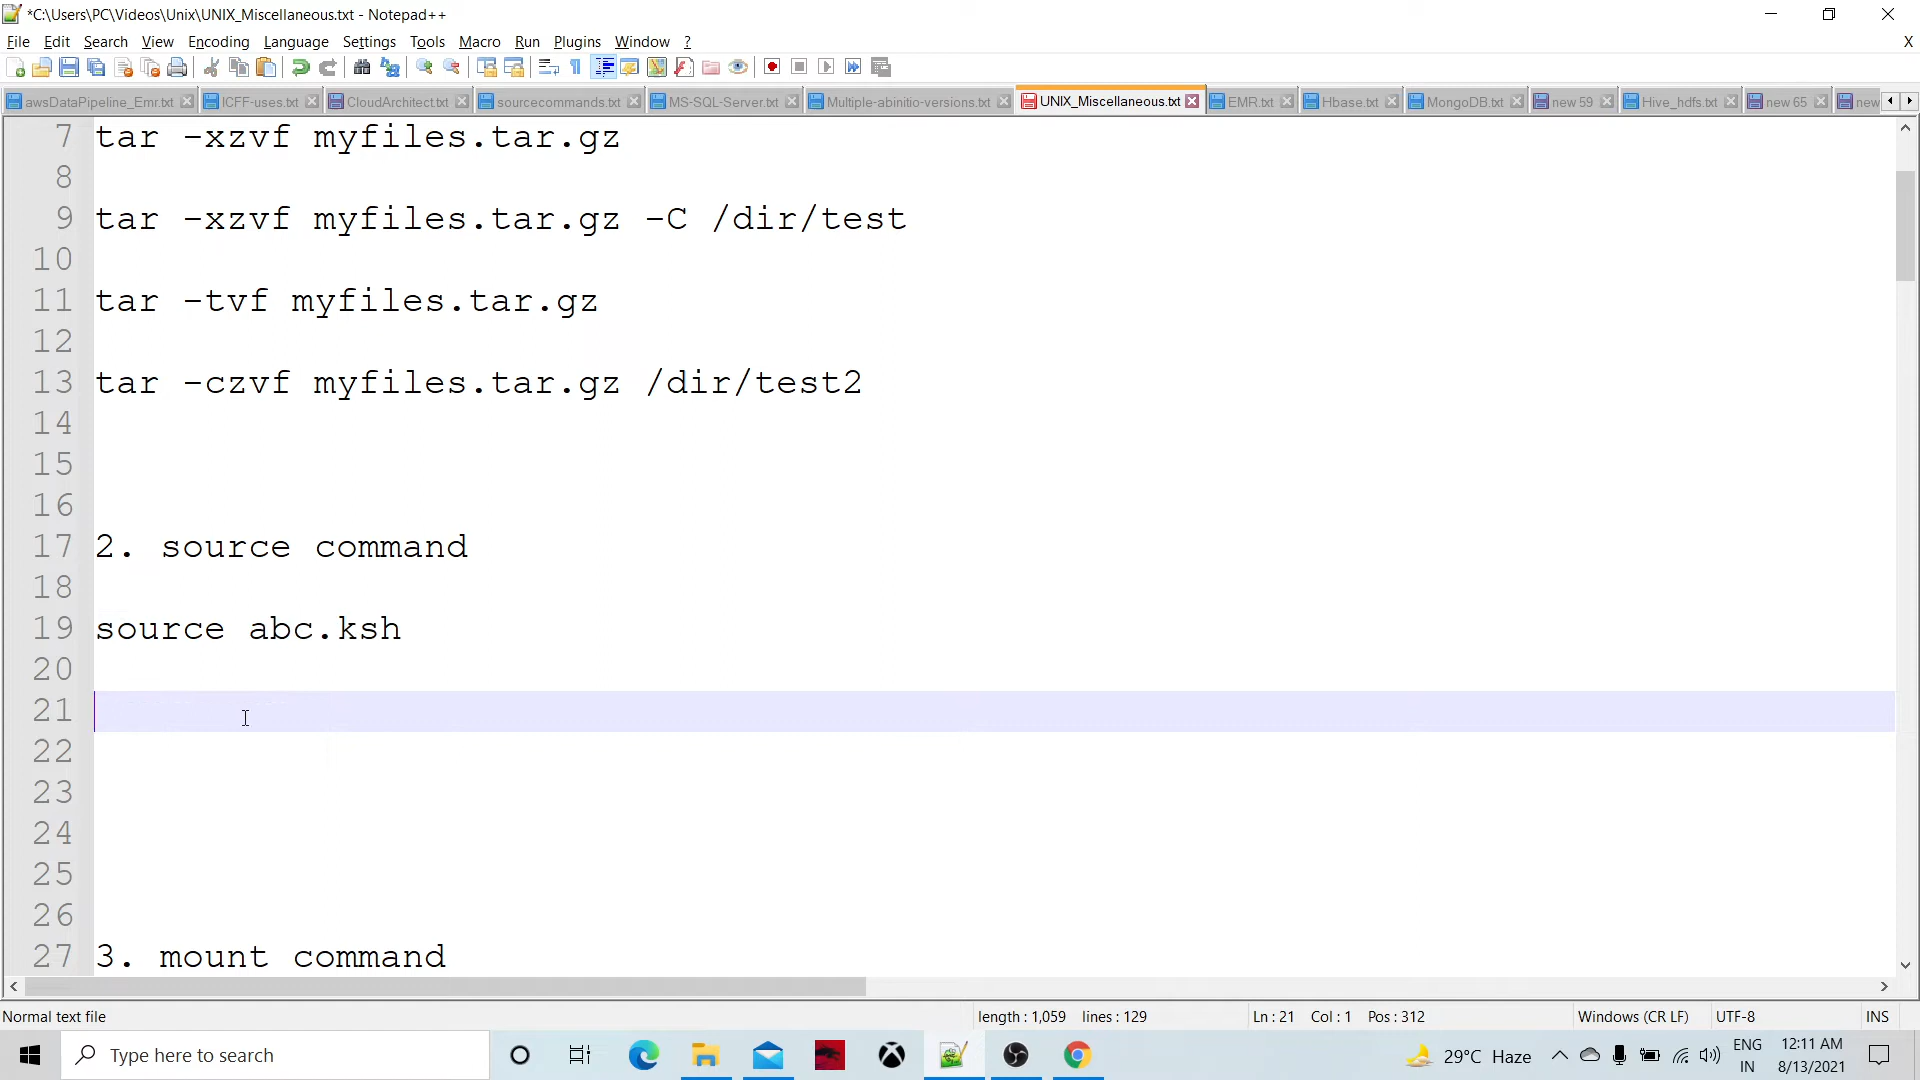 *C:\Users\PC\Videos\Unix\UNIX_Miscellaneous.txt - Notepad++
File Edit Search View Encoding Language Settings Tools Macro Run Plugins Window ? X
awsDataPipeline_Emr.txt ICFF-uses.txt CloudArchitect.txt sourcecommands.txt MS-SQL-Server.txt Multiple-abinitio-versions.txt UNIX_Miscellaneous.txt EMR.txt Hbase.txt MongoDB.txt new 59 Hive_hdfs.txt new 65 new
7 tar -xzvf myfiles.tar.gz
8
9 tar -xzvf myfiles.tar.gz -C /dir/test
10
11 tar -tvf myfiles.tar.gz
12
13 tar -czvf myfiles.tar.gz /dir/test2
14
15
16
17 2. source command
18
19 source abc.ksh
20
21
22
23
24
25
26
27 3. mount command
Normal text file length : 1,059 lines : 129 Ln : 21 Col : 1 Pos : 312 Windows (CR LF) UTF-8 INS
Type here to search 29°C Haze ENG 12:11 AM
IN 8/13/2021